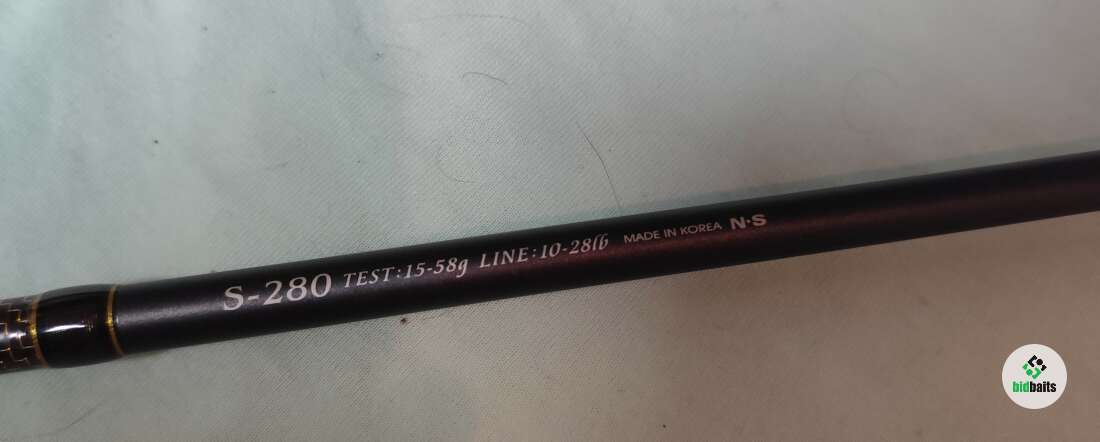 S-280 TEST:15-58g LINE:10-28lb MADE IN KOREA N·S
bidbaits